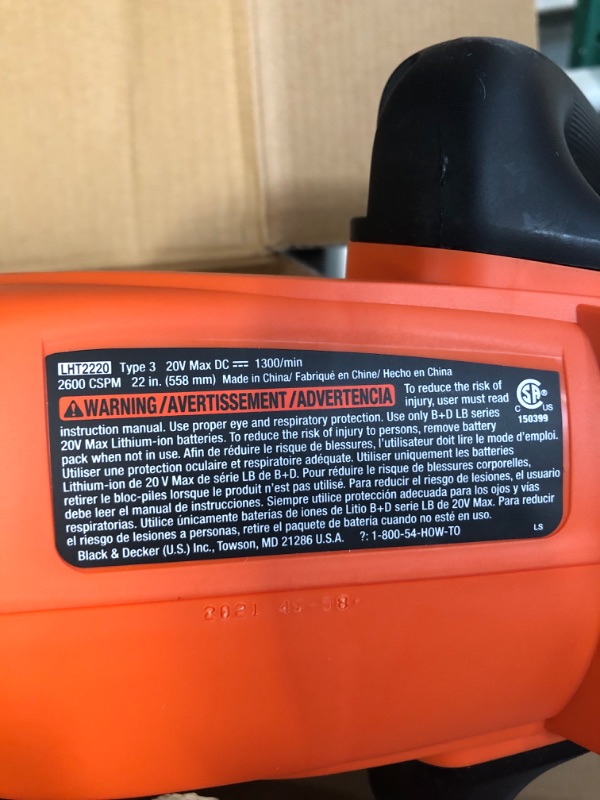 LHT2220 Type 3 20V Max DC ⎓ 1300/min
2600 CSPM 22 in. (558 mm) Made in China/ Fabriqué en Chine/ Hecho en China
WARNING/AVERTISSEMENT/ADVERTENCIA To reduce the risk of
injury, user must read
instruction manual. Use proper eye and respiratory protection. Use only B+D LB series
20V Max Lithium-ion batteries. To reduce the risk of injury to persons, remove battery
pack when not in use. Afin de réduire le risque de blessures, l'utilisateur doit lire le mode d'emploi.
Utiliser une protection oculaire et respiratoire adéquate. Utiliser uniquement les batteries
Lithium-ion de 20 V Max de série LB de B+D. Pour réduire le risque de blessures corporelles,
retirer le bloc-piles lorsque le produit n'est pas utilisé. Para reducir el riesgo de lesiones, el usuario
debe leer el manual de instrucciones. Siempre utilice protección adecuada para los ojos y vias
respiratorias. Utilice únicamente baterías de iones de Litio B+D serie LB de 20V Max. Para reducir
el riesgo de lesiones a personas, retire el paquete de batería cuando no esté en uso.
Black & Decker (U.S.) Inc., Towson, MD 21286 U.S.A. ?: 1-800-54-HOW-TO
LS
C SA ® US
150399
2021